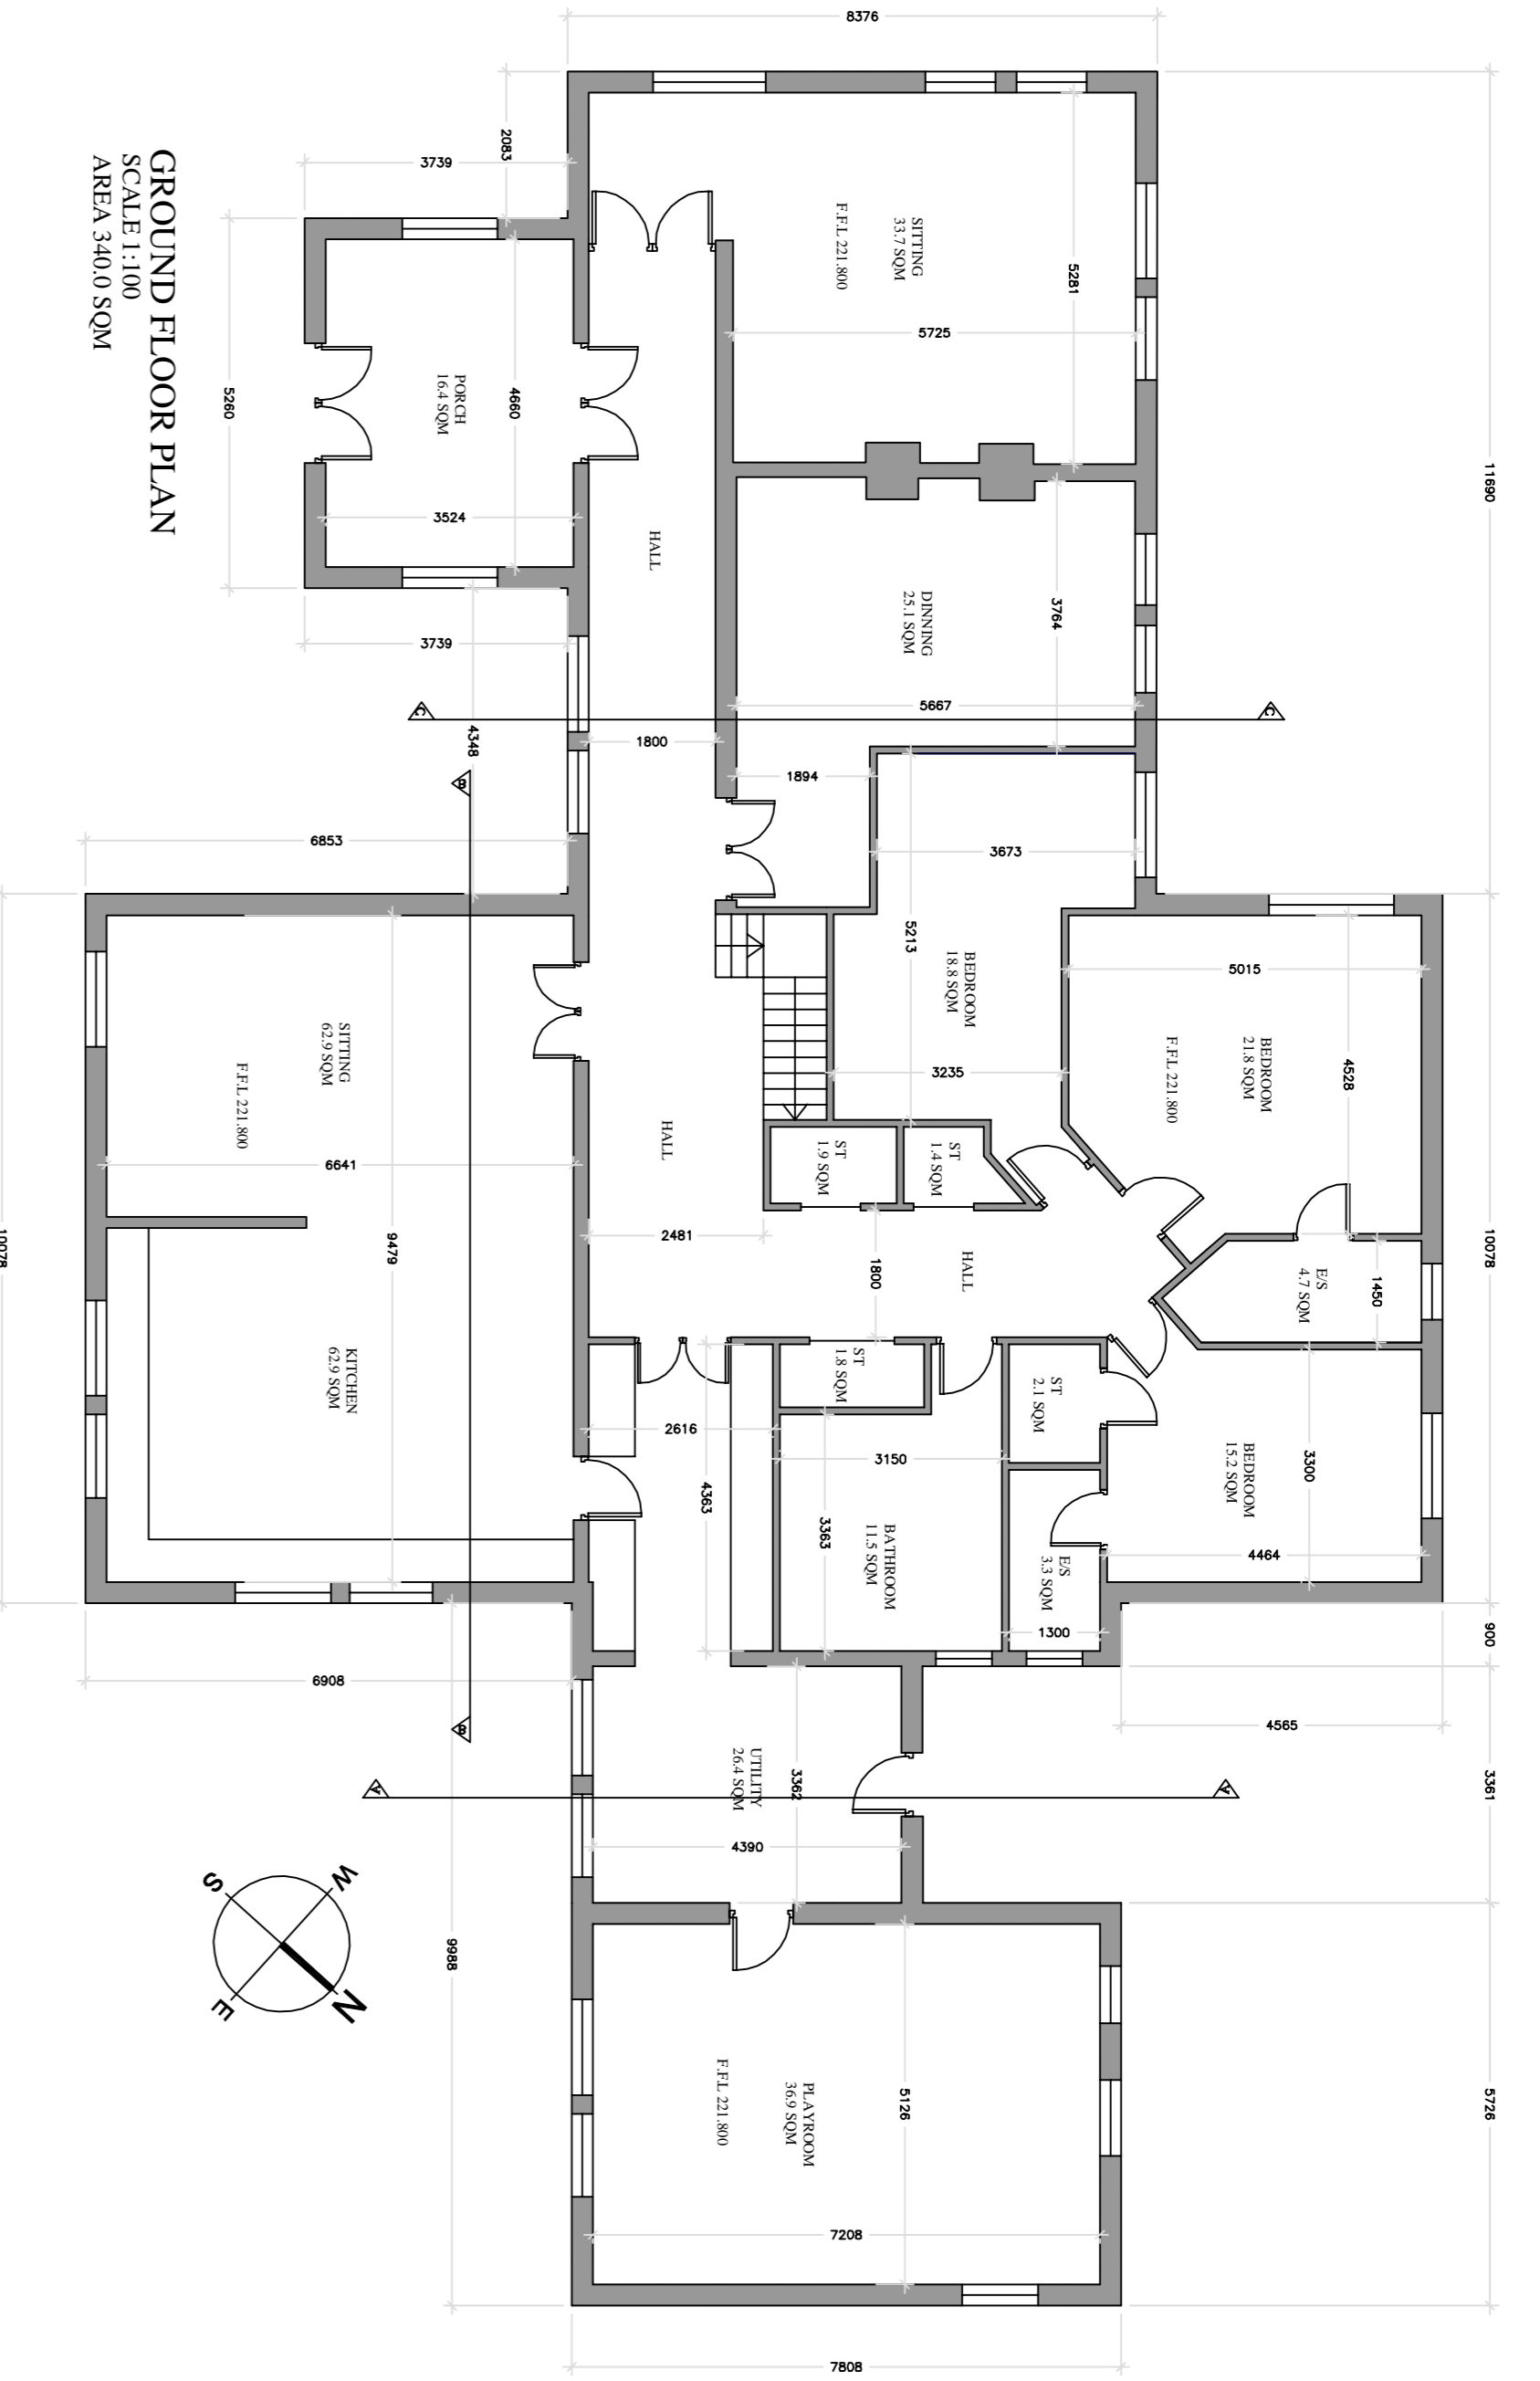 8376
11690
2083
3739
5281
SITTING
33.7 SQM
F.F.L 221.800
5725
GROUND FLOOR PLAN
SCALE 1:100
AREA 340.0 SQM
PORCH
16.4 SQM
4660
5260
3524
3739
HALL
DINNING
25.1 SQM
3764
5667
C
C
1800
4348
1894
B
6853
3673
5213
BEDROOM
18.8 SQM
3235
5015
BEDROOM
21.8 SQM
F.F.L 221.800
4528
10078
SITTING
62.9 SQM
F.F.L 221.800
6641
HALL
ST
1.9 SQM
ST
1.4 SQM
2481
1800
HALL
E/S
4.7 SQM
1450
10078
9479
KITCHEN
62.9 SQM
ST
1.8 SQM
ST
2.1 SQM
2616
3150
4363
3363
BATHROOM
11.5 SQM
BEDROOM
15.2 SQM
3300
4464
E/S
3.3 SQM
1300
900
6908
B
4565
UTILITY
26.4 SQM
3362
3361
A
A
4390
S
W
N
E
9988
PLAYROOM
36.9 SQM
F.F.L 221.800
5126
5726
7208
7808